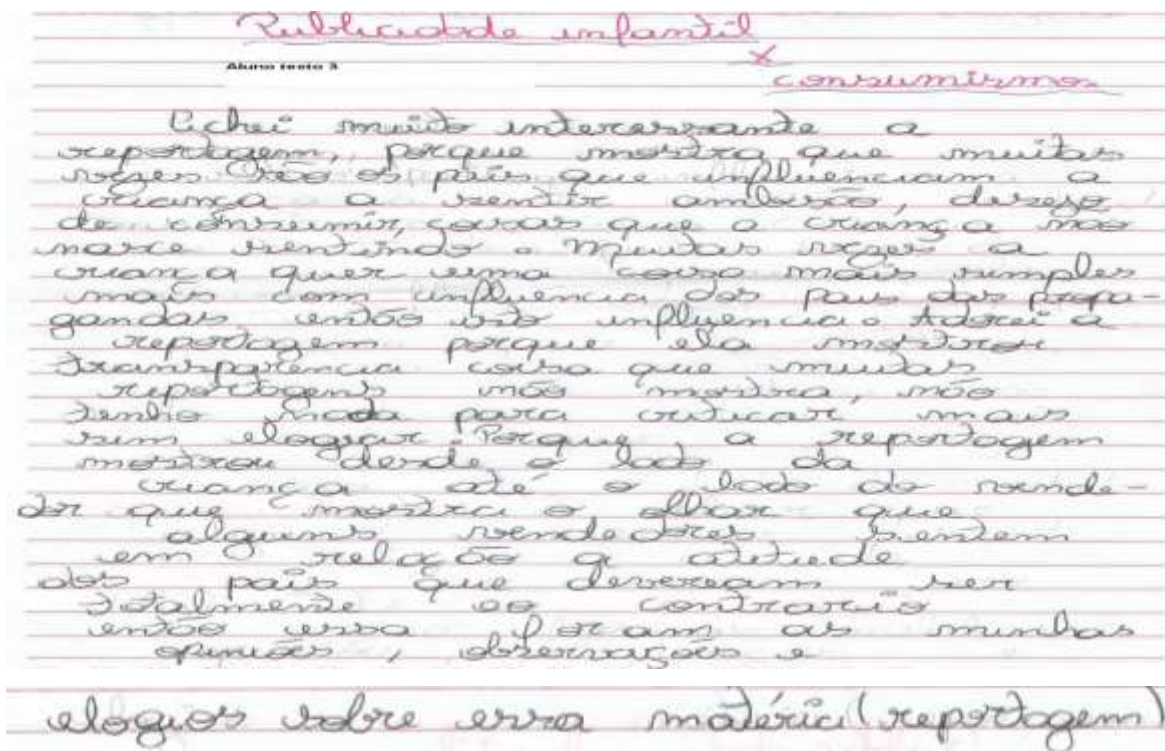 Publicidade infantil
x
Aluno texto 3
consumismos
Achei muito interessante a
reportagem, porque mostra que muitas
vezes são os pais que influenciam a
criança a sentir ambisão, desejo
de consumir, coisas que a criança não
nasce sentindo. Muitas vezes a
criança quer uma coisa mais simples
mais com influencia dos pais das propa-
gandas então isto influencia. Adorei a
reportagem porque ela mostrou
transparência coisa que muitas
reportagens não mostra, não
tenho nada para criticar mais
sim elogiar. Porque, a reportagem
mostrou desde o lado da
criança até o lado do vende-
dor que mostra o olhar que
alguns vendedores sentem
em relação a atitude
dos pais que deveream ser
totalmente ao contrario
então essa foram as minhas
opiniões, observações e
elogios sobre essa matéria (reportagem)